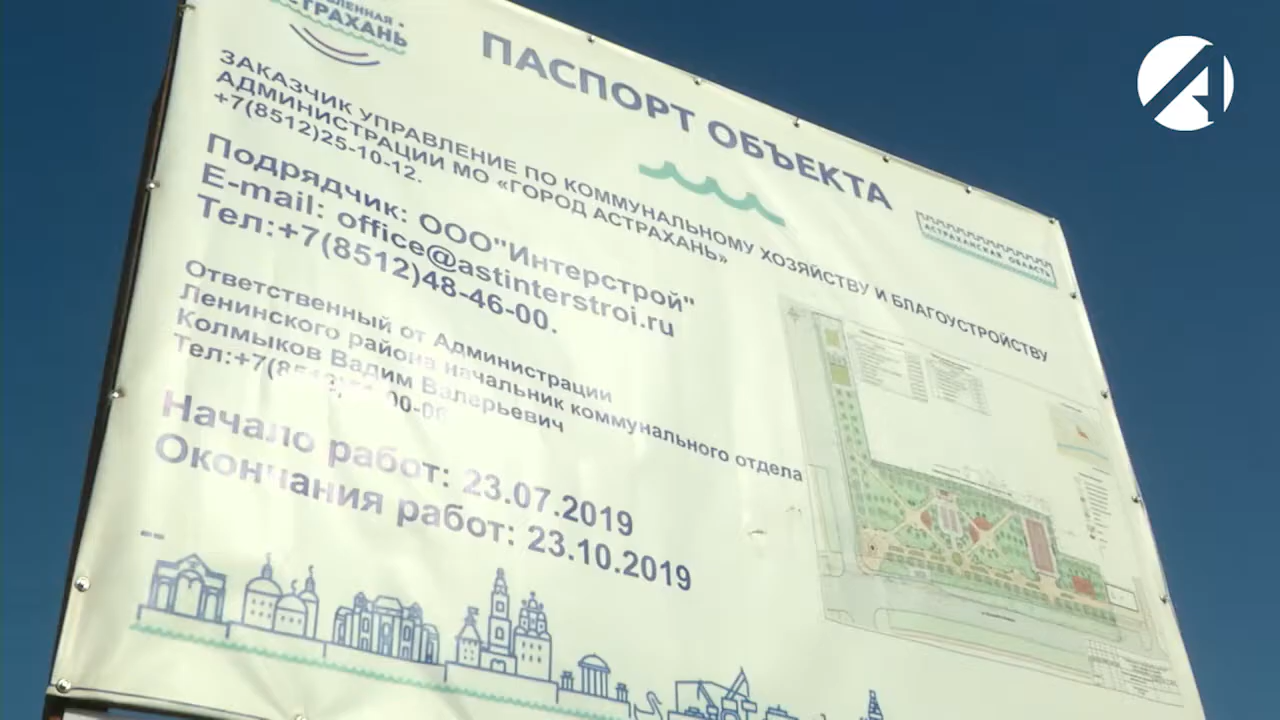 ТРАХАНЬ
ПАСПОРТ ОБЪЕКТА
ЗАКАЗЧИК УПРАВЛЕНИЕ ПО КОММУНАЛЬНОМУ ХОЗЯЙСТВУ И БЛАГОУСТРОЙСТВУ
АДМИНИСТРАЦИИ МО «ГОРОД АСТРАХАНЬ»
+7(8512)25-10-12.
АСТРАХАНСКАЯ ОБЛАСТЬ
Подрядчик: ООО"Интерстрой"
E-mail: office@astinterstroi.ru
Тел:+7(8512)48-46-00.
Ответственный от Администрации
Ленинского района начальник коммунального отдела
Колмыков Вадим Валерьевич
Начало работ: 23.07.2019
Окончания работ: 23.10.2019
--